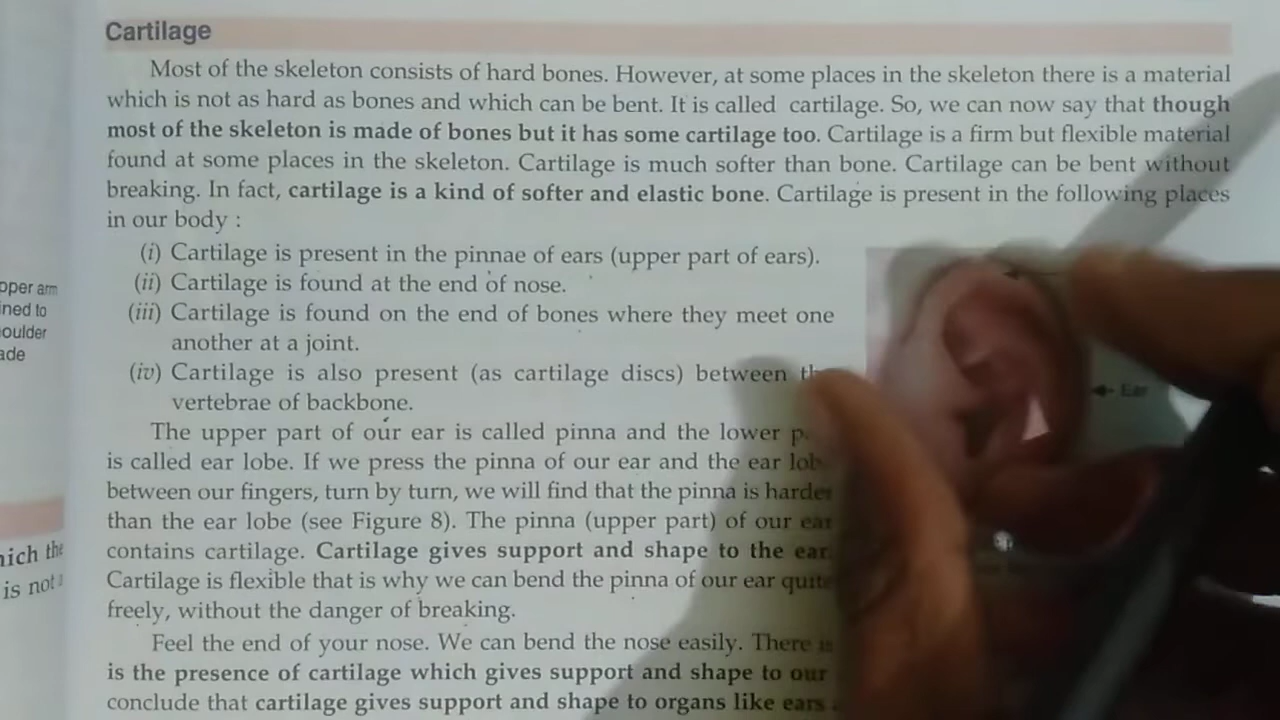 Cartilage
Most of the skeleton consists of hard bones. However, at some places in the skeleton there is a material
which is not as hard as bones and which can be bent. It is called cartilage. So, we can now say that though
most of the skeleton is made of bones but it has some cartilage too. Cartilage is a firm but flexible material
found at some places in the skeleton. Cartilage is much softer than bone. Cartilage can be bent without
breaking. In fact, cartilage is a kind of softer and elastic bone. Cartilage is present in the following places
in our body :
(i) Cartilage is present in the pinnae of ears (upper part of ears).
(ii) Cartilage is found at the end of nose.
(iii) Cartilage is found on the end of bones where they meet one
another at a joint.
(iv) Cartilage is also present (as cartilage discs) between
vertebrae of backbone.
The upper part of our ear is called pinna and the lower
is called ear lobe. If we press the pinna of our ear and the ear
between our fingers, turn by turn, we will find that the pinna is harder
than the ear lobe (see Figure 8). The pinna (upper part) of our ear
contains cartilage. Cartilage gives support and shape to the ear.
Cartilage is flexible that is why we can bend the pinna of our ear quite
freely, without the danger of breaking.
Feel the end of your nose. We can bend the nose easily. There is
is the presence of cartilage which gives support and shape to our
conclude that cartilage gives support and shape to organs like ears
Ear
arm
ned to
oulder
ade
the
is not